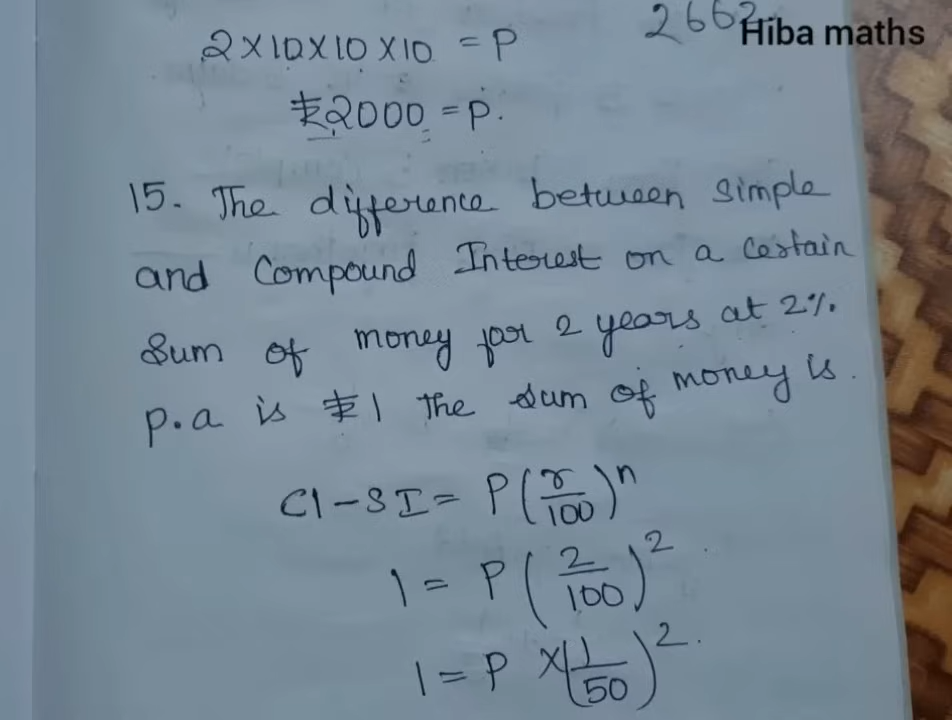 2662
Hiba maths
2×10×10×10 = P
₹2000 = P.
15. The difference between Simple
and Compound Interest on a certain
Sum of money for 2 years at 2%
p.a is ₹1 The sum of money is.
CI-SI = P(r/100)^n
1 = P(2/100)^2
1 = P ×(1/50)^2.